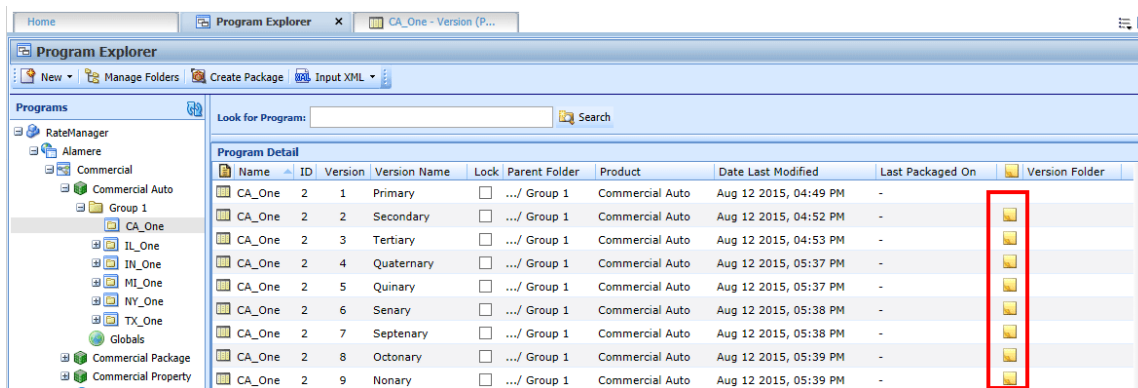 Home Program Explorer x CA_One - Version (P...
Program Explorer
New Manage Folders Create Package XML Input XML
Programs
Look for Program: Search
RateManager
Alamere
Commercial
Commercial Auto
Group 1
CA_One
IL_One
IN_One
MI_One
NY_One
TX_One
Globals
Commercial Package
Commercial Property
Program Detail
Name ID Version Version Name Lock Parent Folder Product Date Last Modified Last Packaged On Version Folder
CA_One 2 1 Primary .../ Group 1 Commercial Auto Aug 12 2015, 04:49 PM -
CA_One 2 2 Secondary .../ Group 1 Commercial Auto Aug 12 2015, 04:52 PM -
CA_One 2 3 Tertiary .../ Group 1 Commercial Auto Aug 12 2015, 04:53 PM -
CA_One 2 4 Quaternary .../ Group 1 Commercial Auto Aug 12 2015, 05:37 PM -
CA_One 2 5 Quinary .../ Group 1 Commercial Auto Aug 12 2015, 05:37 PM -
CA_One 2 6 Senary .../ Group 1 Commercial Auto Aug 12 2015, 05:38 PM -
CA_One 2 7 Septenary .../ Group 1 Commercial Auto Aug 12 2015, 05:38 PM -
CA_One 2 8 Octonary .../ Group 1 Commercial Auto Aug 12 2015, 05:39 PM -
CA_One 2 9 Nonary .../ Group 1 Commercial Auto Aug 12 2015, 05:39 PM -